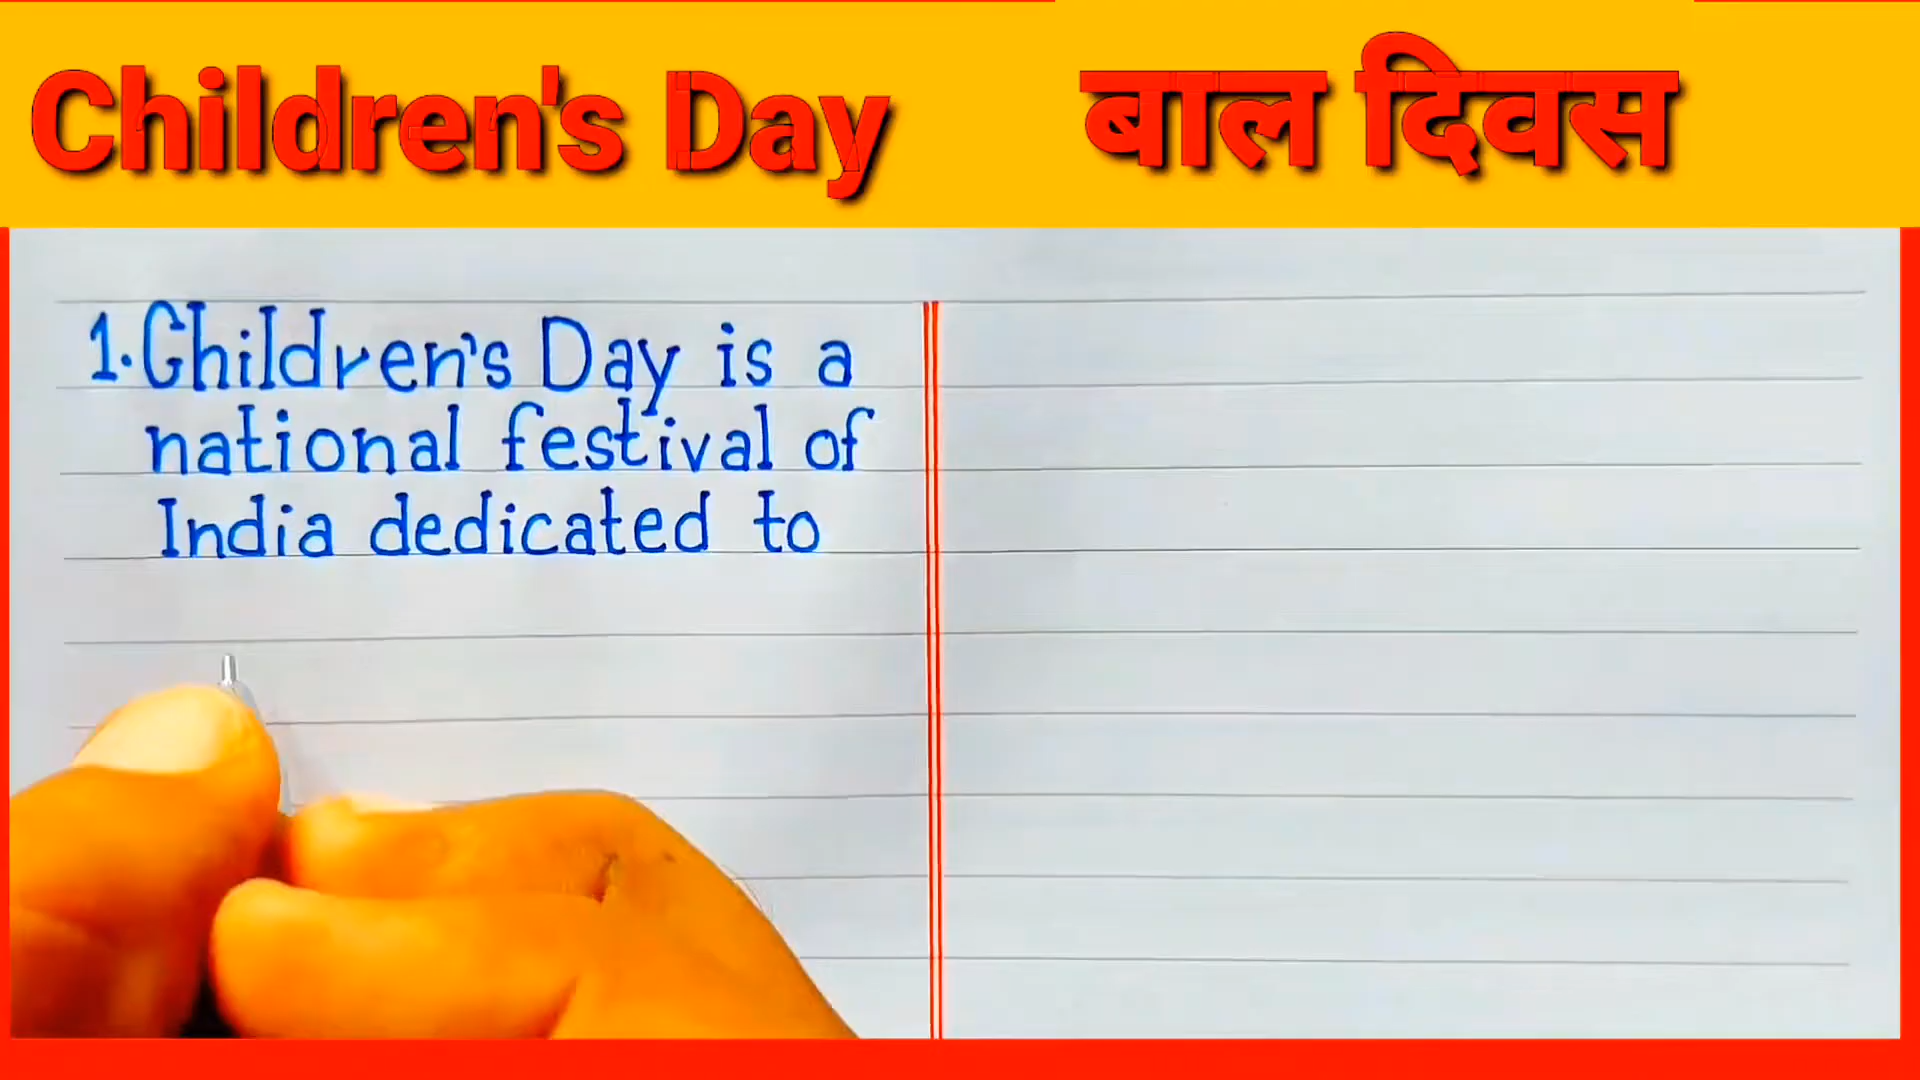 Children's Day बाल दिवस
1. Children's Day is a
national festival of
India dedicated to